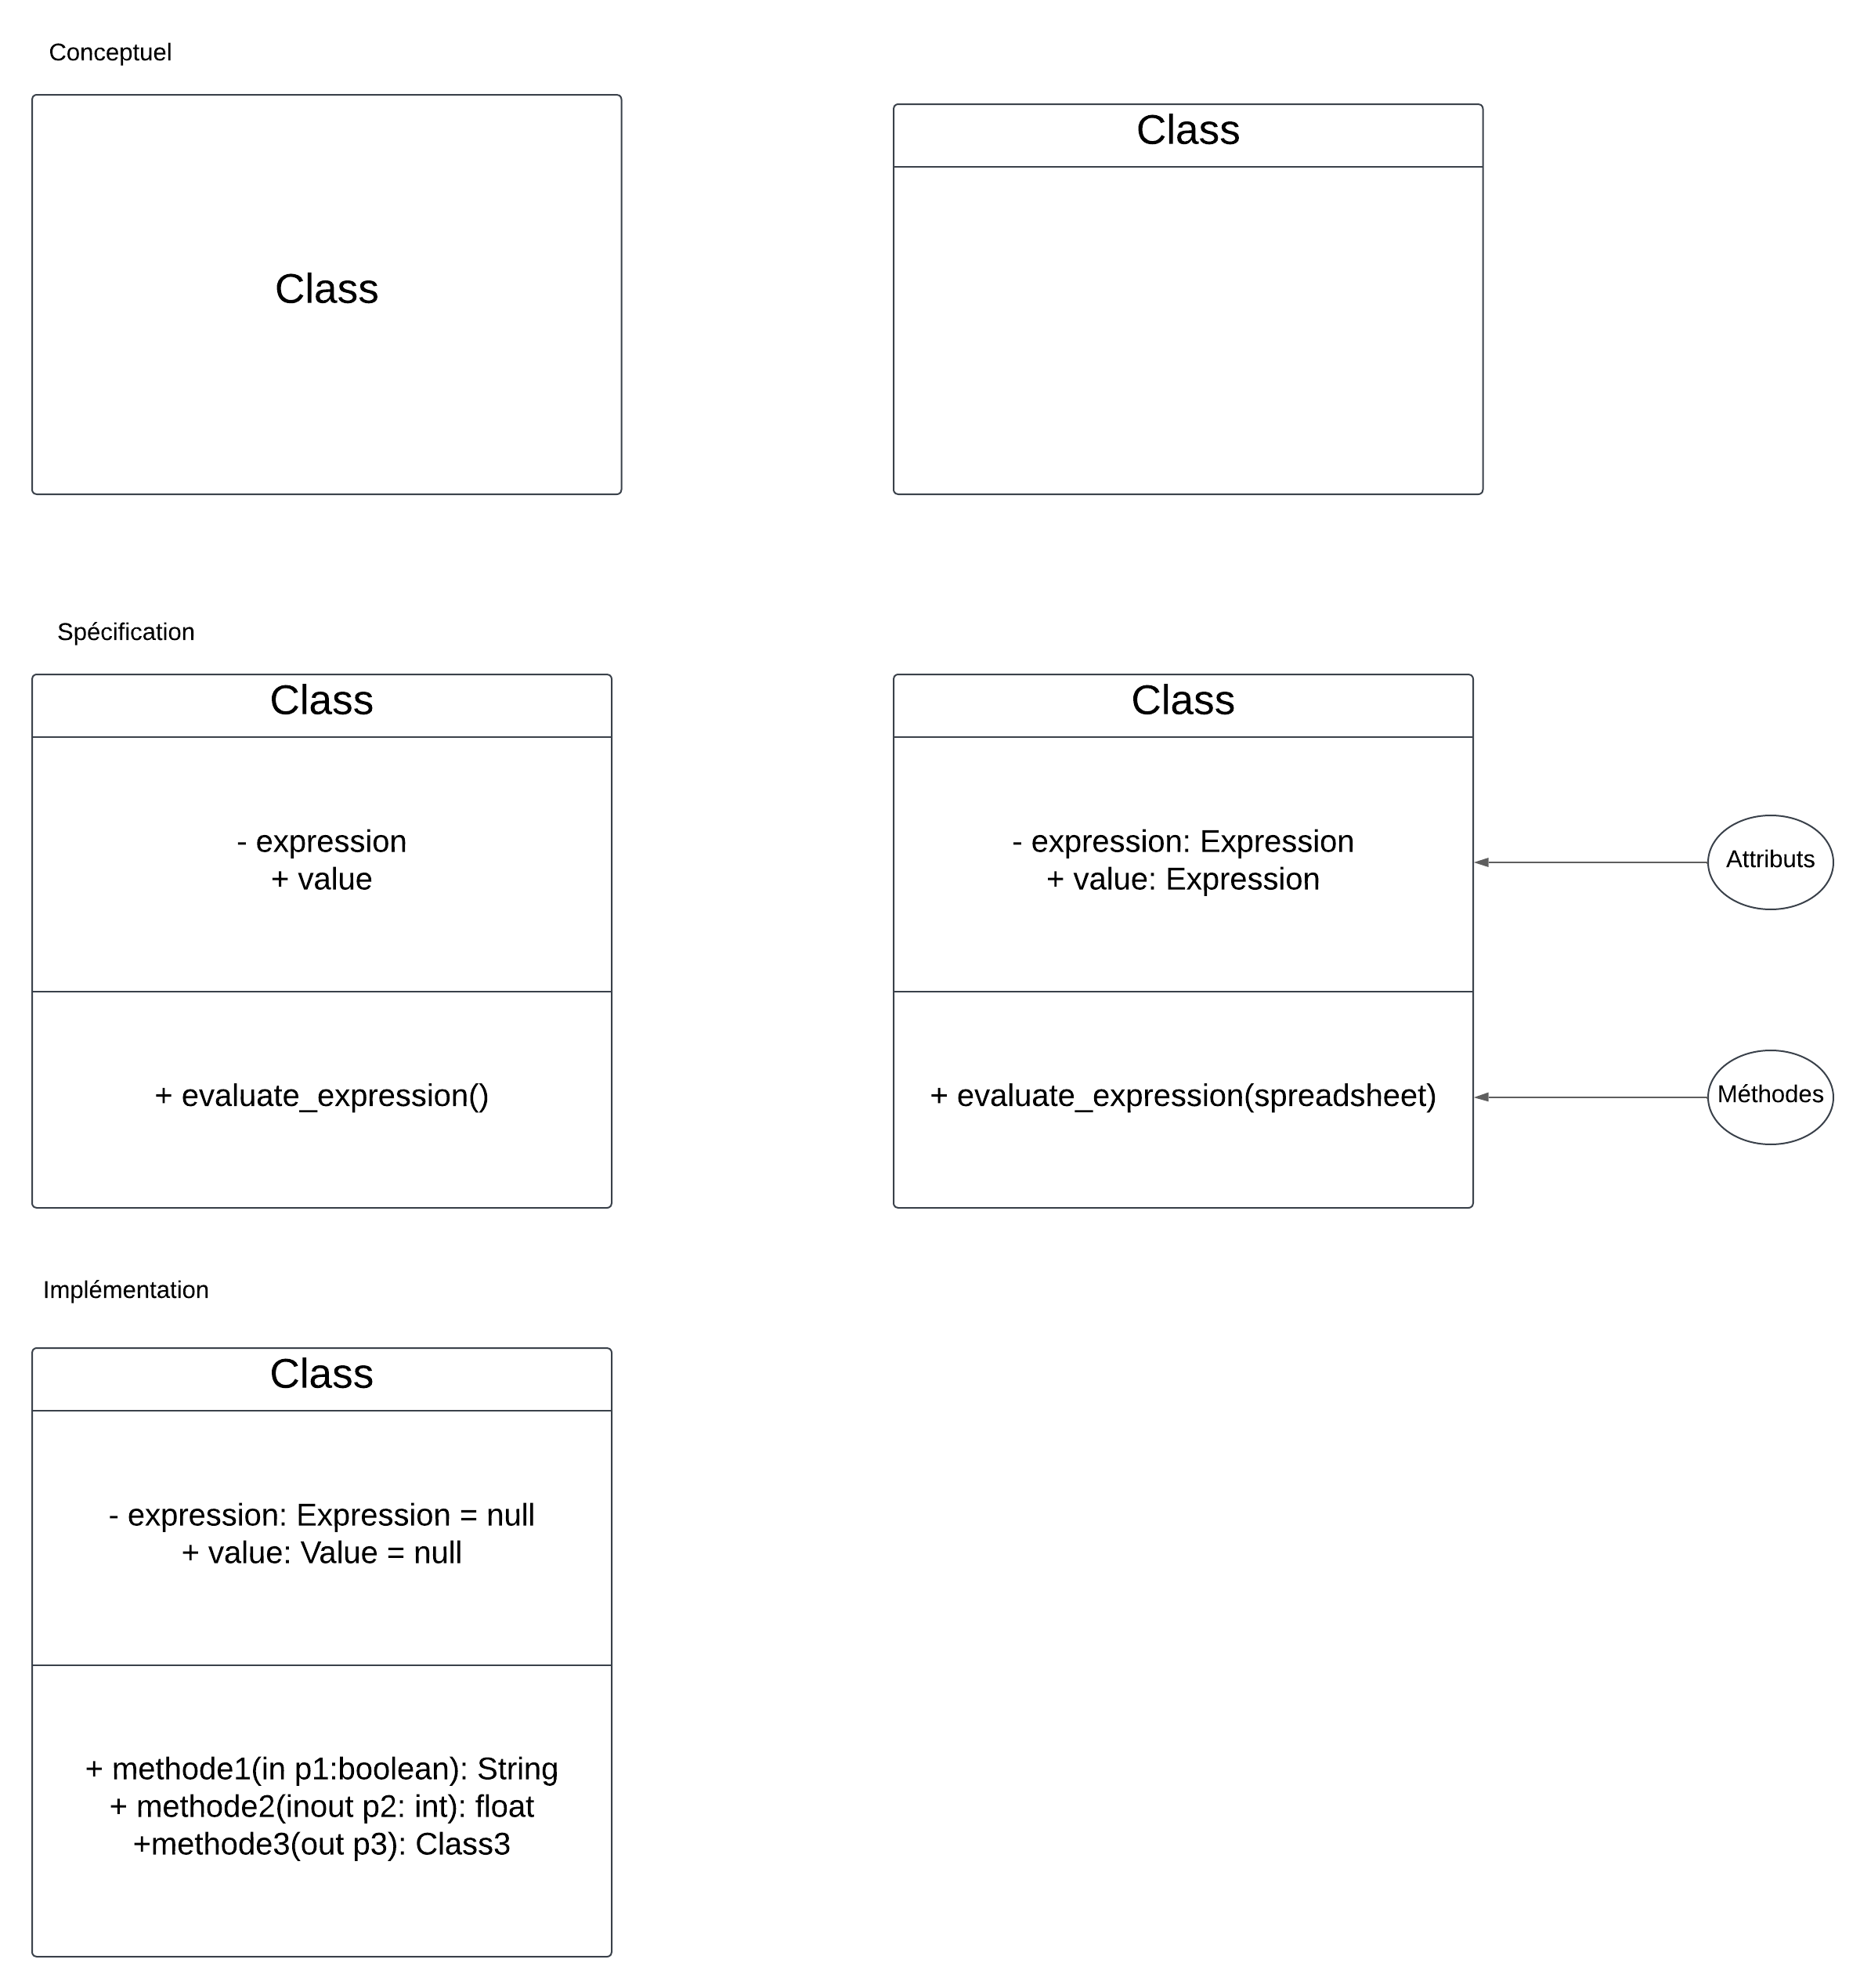 Conceptuel
Class
Class
Spécification
Class
- expression
+ value
+ evaluate_expression()
Class
- expression: Expression
+ value: Expression
+ evaluate_expression(spreadsheet)
Attributs
Méthodes
Implémentation
Class
- expression: Expression = null
+ value: Value = null
+ methode1(in p1:boolean): String
+ methode2(inout p2: int): float
+methode3(out p3): Class3